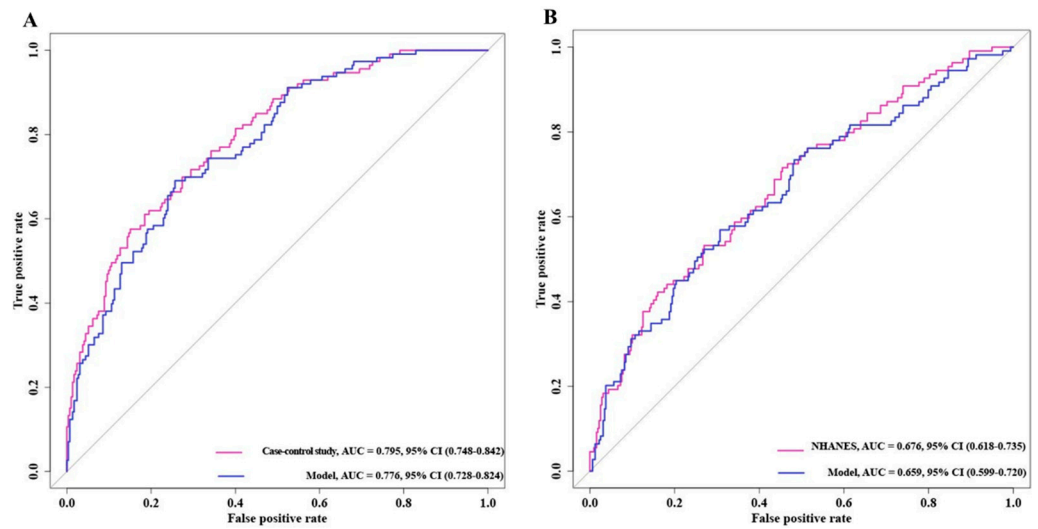 A
1.0
0.8
0.6
0.4
0.2
0.0
True positive rate
Case-control study, AUC = 0.795, 95% CI (0.748-0.842)
Model, AUC = 0.776, 95% CI (0.728-0.824)
0.0 0.2 0.4 0.6 0.8 1.0
False positive rate
B
1.0
0.8
0.6
0.4
0.2
0.0
True positive rate
NHANES, AUC = 0.676, 95% CI (0.618-0.735)
Model, AUC = 0.659, 95% CI (0.599-0.720)
0.0 0.2 0.4 0.6 0.8 1.0
False positive rate